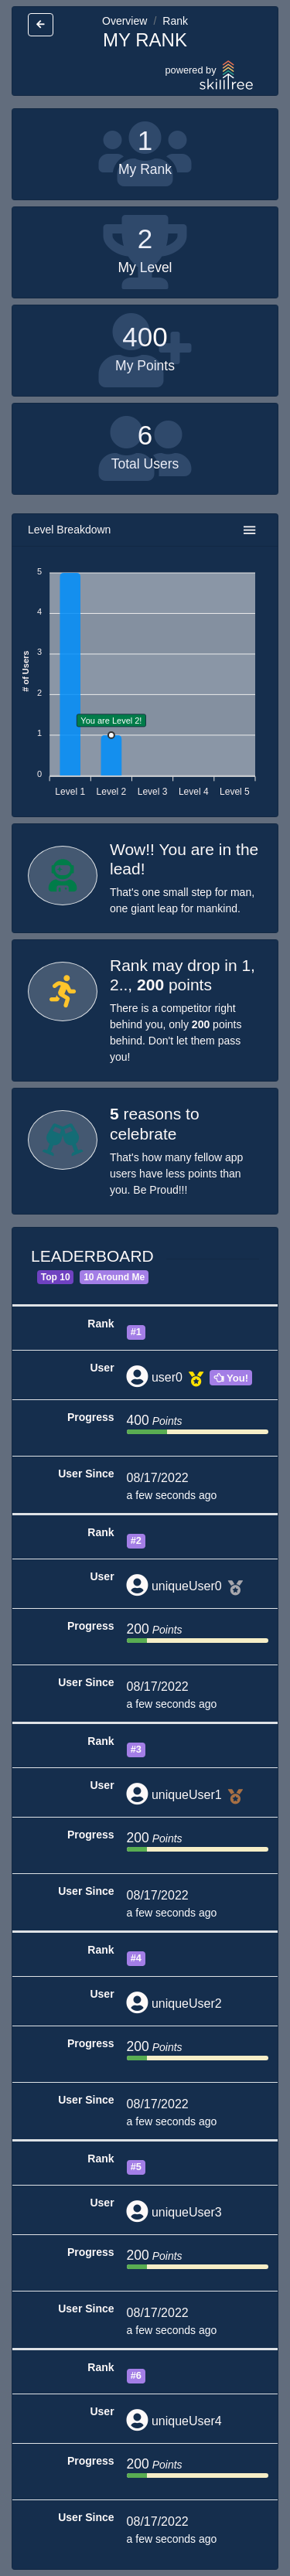 Overview / Rank
MY RANK
powered by
skilltree
1
My Rank
2
My Level
400
My Points
6
Total Users
Level Breakdown
5
4
3
2
1
0
# of Users
You are Level 2!
Level 1 Level 2 Level 3 Level 4 Level 5
Wow!! You are in the
lead!
That's one small step for man,
one giant leap for mankind.
Rank may drop in 1,
2.., 200 points
There is a competitor right
behind you, only 200 points
behind. Don't let them pass
you!
5 reasons to
celebrate
That's how many fellow app
users have less points than
you. Be Proud!!!
LEADERBOARD
Top 10 10 Around Me
Rank
#1
User
user0 You!
Progress
400 Points
User Since
08/17/2022
a few seconds ago
Rank
#2
User
uniqueUser0
Progress
200 Points
User Since
08/17/2022
a few seconds ago
Rank
#3
User
uniqueUser1
Progress
200 Points
User Since
08/17/2022
a few seconds ago
Rank
#4
User
uniqueUser2
Progress
200 Points
User Since
08/17/2022
a few seconds ago
Rank
#5
User
uniqueUser3
Progress
200 Points
User Since
08/17/2022
a few seconds ago
Rank
#6
User
uniqueUser4
Progress
200 Points
User Since
08/17/2022
a few seconds ago